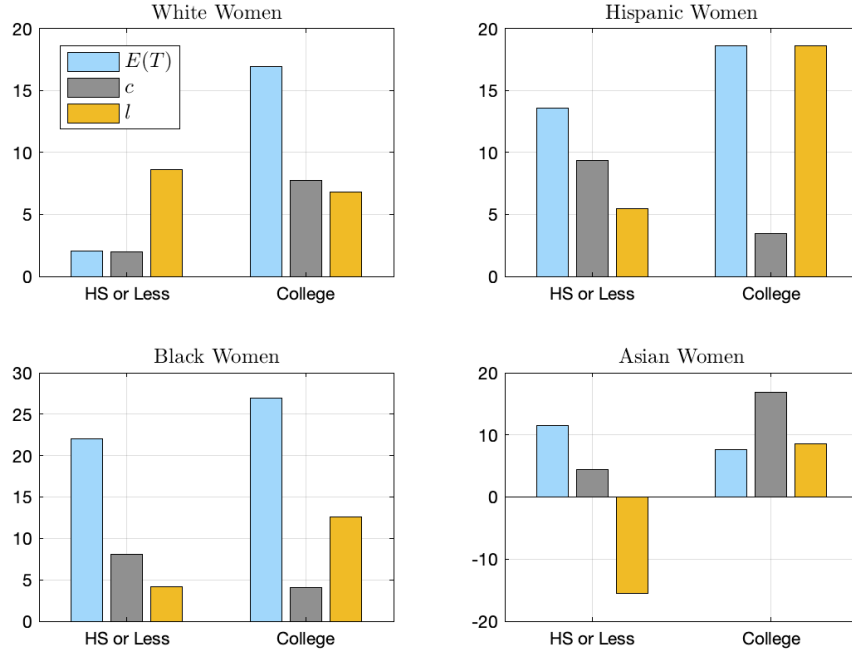 White Women
20
15
10
5
0
E(T)
c
l
HS or Less College
Hispanic Women
20
15
10
5
0
HS or Less College
Black Women
30
25
20
15
10
5
0
HS or Less College
Asian Women
20
10
0
-10
-20
HS or Less College